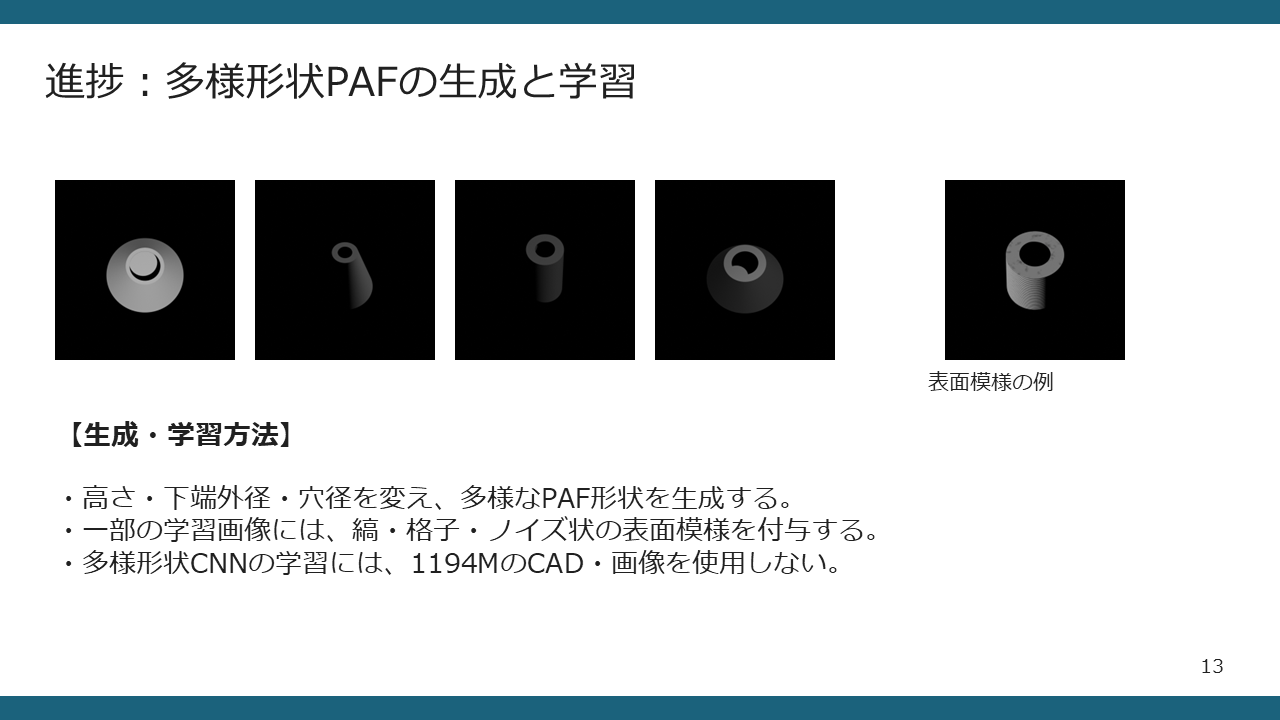 進捗：多様形状PAFの生成と学習
表面模様の例
【生成・学習方法】
・高さ・下端外径・穴径を変え、多様なPAF形状を生成する。
・一部の学習画像には、縞・格子・ノイズ状の表面模様を付与する。
・多様形状CNNの学習には、1194MのCAD・画像を使用しない。
13